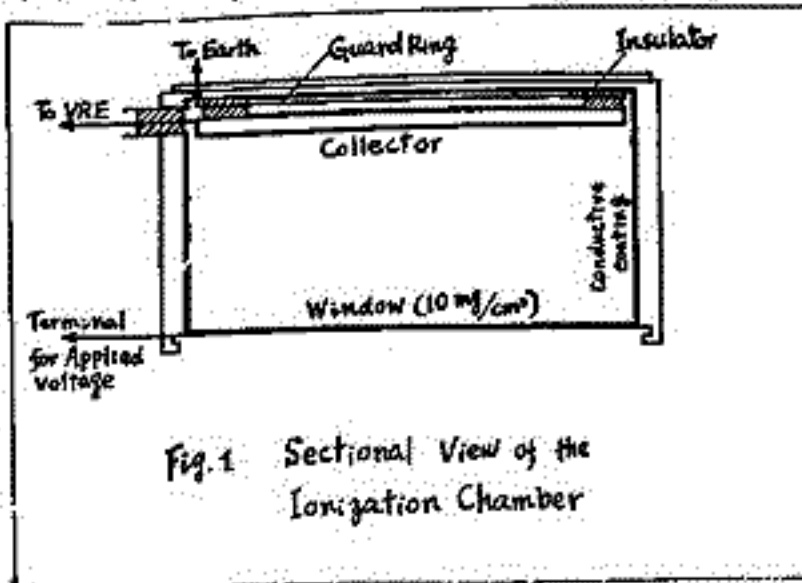 To Earth
Guard Ring
Insulator
To VRE
Collector
Conductive
coating
Window (10 mg/cm²)
Terminal
for Applied
voltage
Fig. 1 Sectional View of the
Ionization Chamber